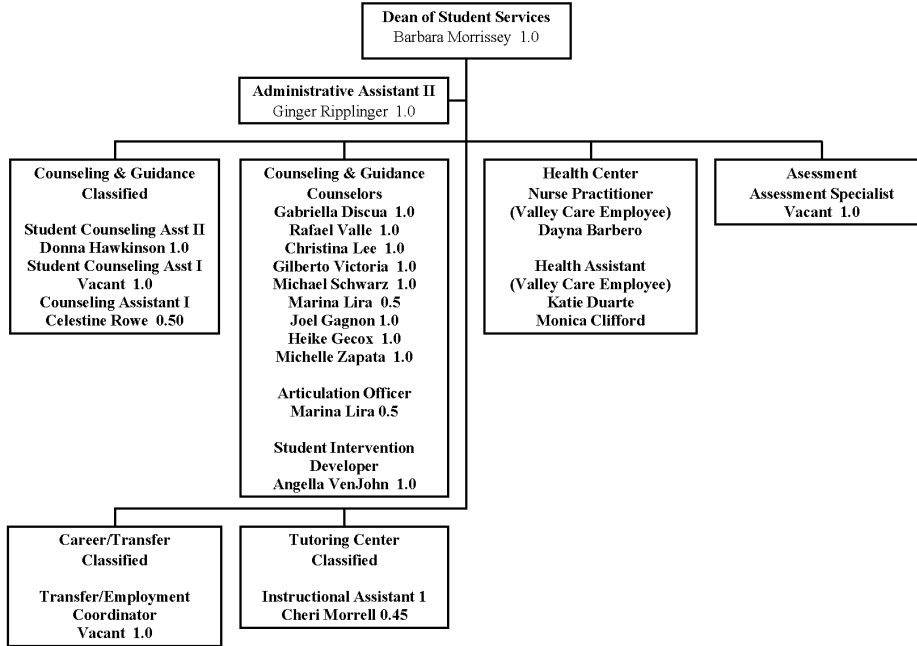 Dean of Student Services
Barbara Morrissey 1.0
Administrative Assistant II
Ginger Ripplinger 1.0
Counseling & Guidance
Classified
Student Counseling Asst II
Donna Hawkinson 1.0
Student Counseling Asst I
Vacant 1.0
Counseling Assistant I
Celestine Rowe 0.50
Counseling & Guidance
Counselors
Gabriella Discua 1.0
Rafael Valle 1.0
Christina Lee 1.0
Gilberto Victoria 1.0
Michael Schwarz 1.0
Marina Lira 0.5
Joel Gagnon 1.0
Heike Gecox 1.0
Michelle Zapata 1.0
Articulation Officer
Marina Lira 0.5
Student Intervention
Developer
Angella VenJohn 1.0
Health Center
Nurse Practitioner
(Valley Care Employee)
Dayna Barbero
Health Assistant
(Valley Care Employee)
Katie Duarte
Monica Clifford
Asessment
Assessment Specialist
Vacant 1.0
Career/Transfer
Classified
Transfer/Employment
Coordinator
Vacant 1.0
Tutoring Center
Classified
Instructional Assistant 1
Cheri Morrell 0.45